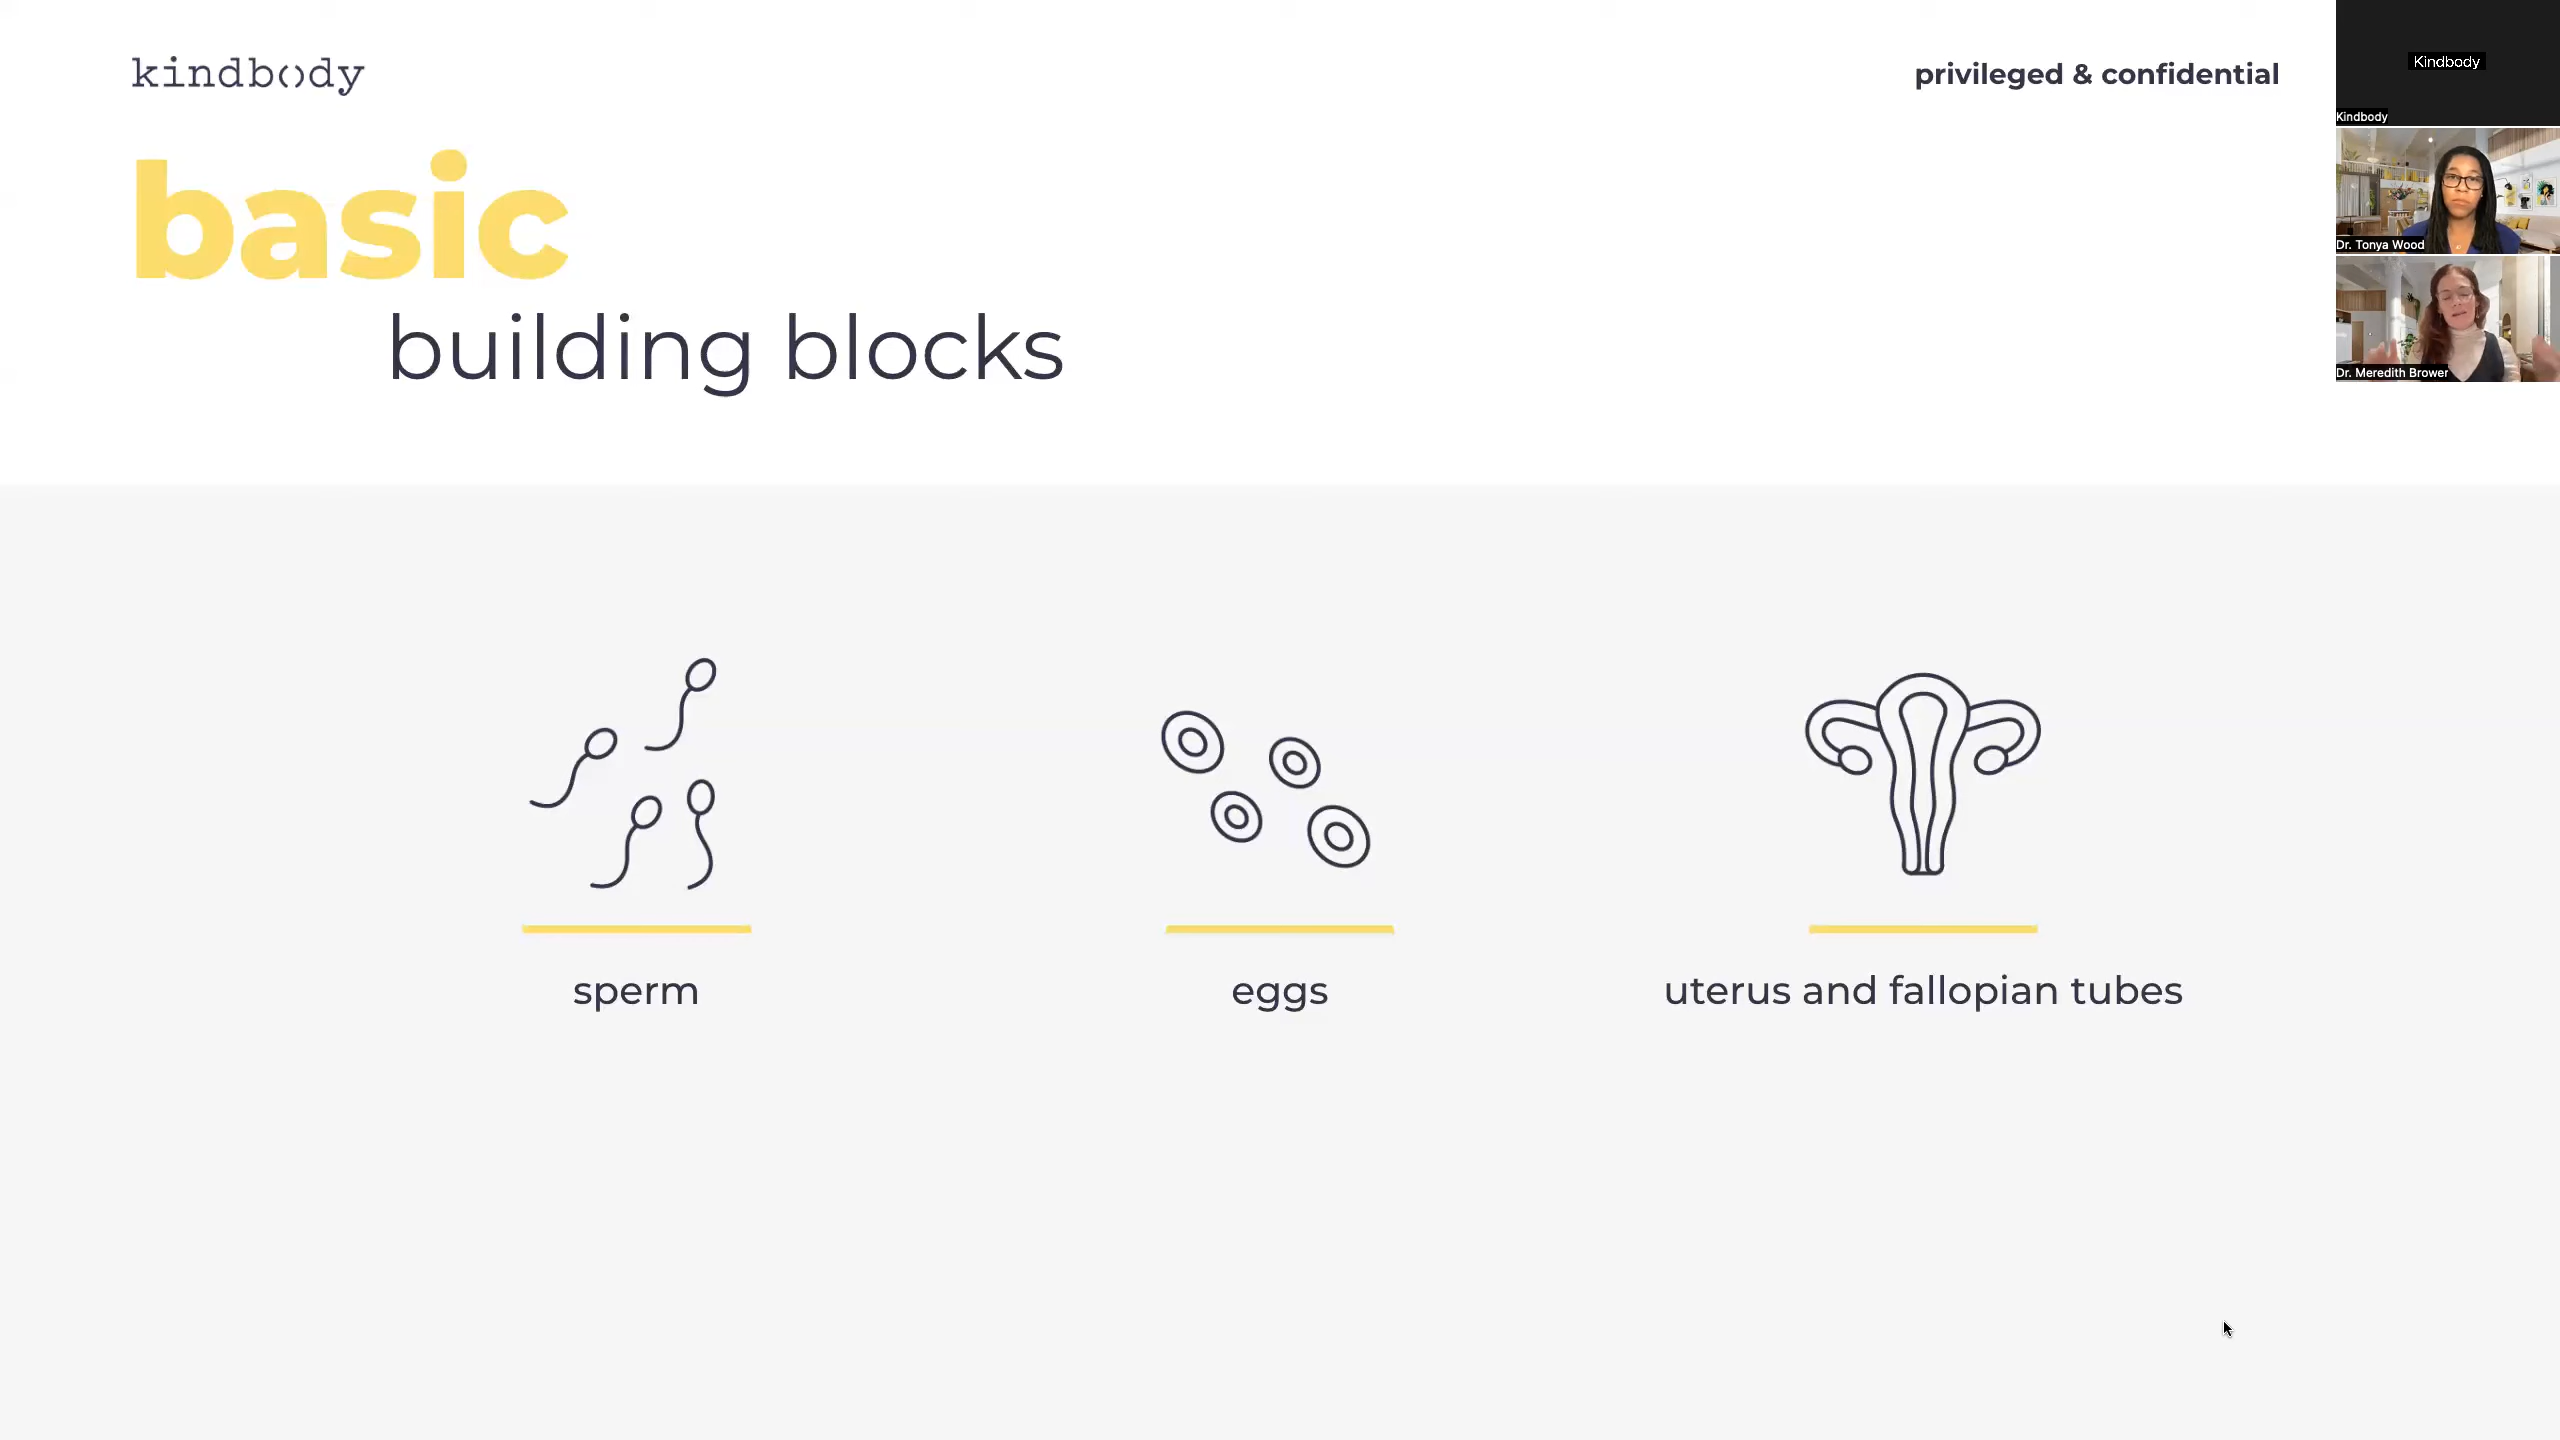 kindbody
privileged & confidential
Kindbody
Kindbody
Dr. Tonya Wood
Dr. Meredith Brower
basic
building blocks
sperm
eggs
uterus and fallopian tubes